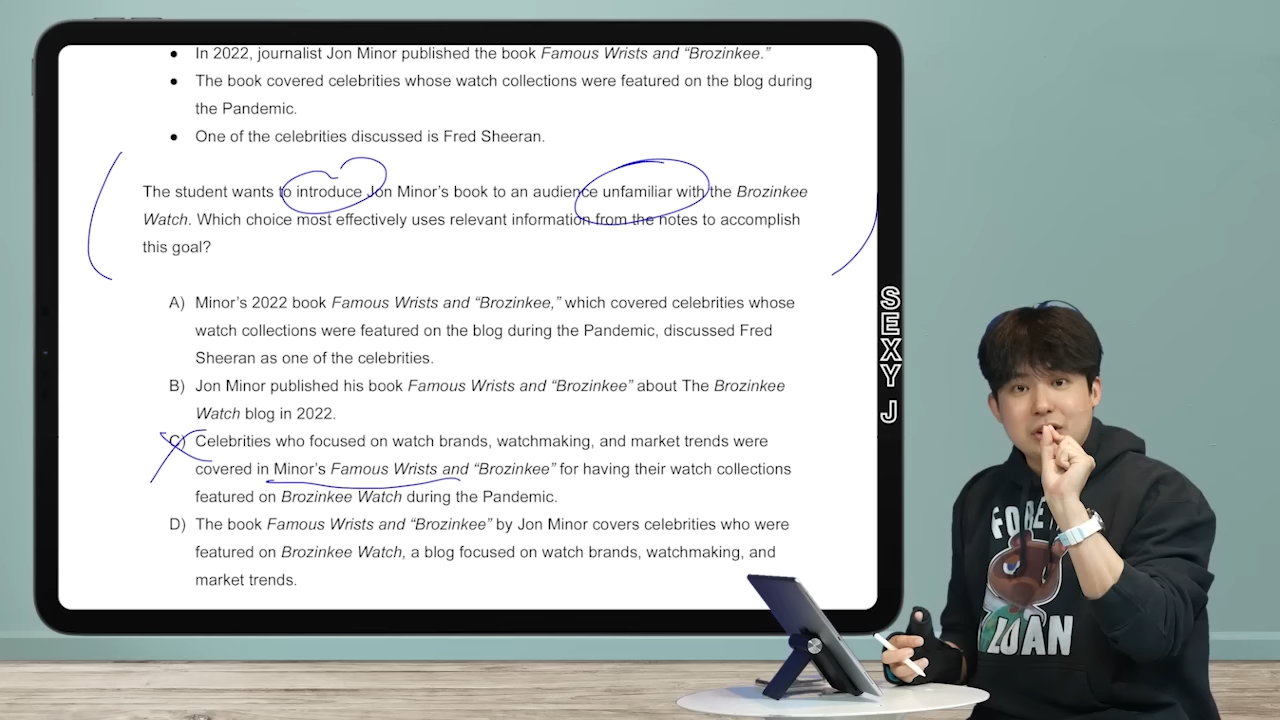 ● In 2022, journalist Jon Minor published the book Famous Wrists and “Brozinkee.”
● The book covered celebrities whose watch collections were featured on the blog during
the Pandemic.
● One of the celebrities discussed is Fred Sheeran.
The student wants to introduce Jon Minor’s book to an audience unfamiliar with the Brozinkee
Watch. Which choice most effectively uses relevant information from the notes to accomplish
this goal?
A) Minor’s 2022 book Famous Wrists and “Brozinkee,” which covered celebrities whose
watch collections were featured on the blog during the Pandemic, discussed Fred
Sheeran as one of the celebrities.
B) Jon Minor published his book Famous Wrists and “Brozinkee” about The Brozinkee
Watch blog in 2022.
C) Celebrities who focused on watch brands, watchmaking, and market trends were
covered in Minor’s Famous Wrists and “Brozinkee” for having their watch collections
featured on Brozinkee Watch during the Pandemic.
D) The book Famous Wrists and “Brozinkee” by Jon Minor covers celebrities who were
featured on Brozinkee Watch, a blog focused on watch brands, watchmaking, and
market trends.
SEXY J
LOAN